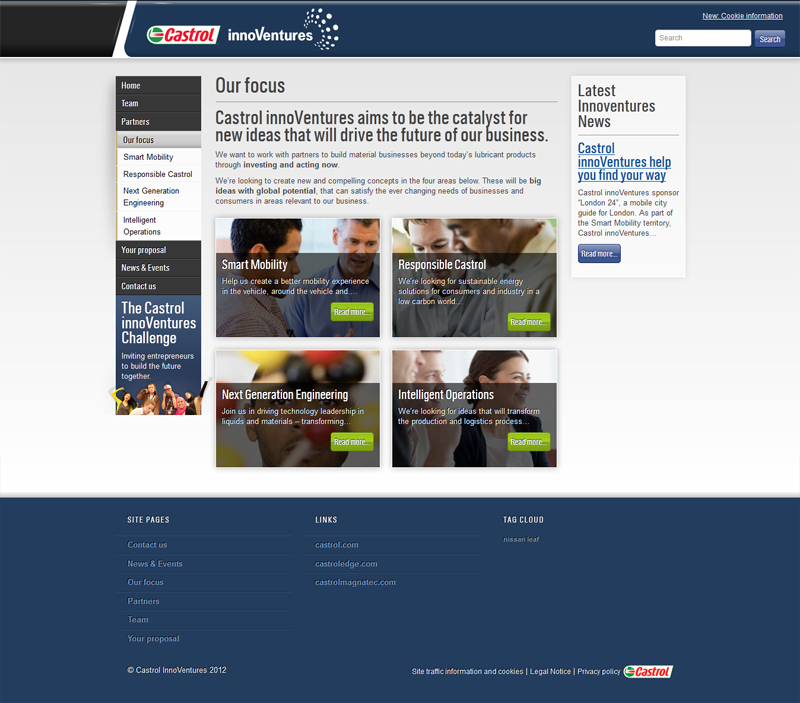 New: Cookie information
Castrol innoVentures
Search Search
Home
Team
Partners
Our focus
Smart Mobility
Responsible Castrol
Next Generation
Engineering
Intelligent
Operations
Your proposal
News & Events
Contact us
The Castrol
innoVentures
Challenge
Inviting entrepreneurs
to build the future
together.
Our focus
Castrol innoVentures aims to be the catalyst for
new ideas that will drive the future of our business.
We want to work with partners to build material businesses beyond today's lubricant products
through investing and acting now.
We're looking to create new and compelling concepts in the four areas below. These will be big
ideas with global potential, that can satisfy the ever changing needs of businesses and
consumers in areas relevant to our business.
Smart Mobility
Help us create a better mobility experience
in the vehicle, around the vehicle and....
Read more...
Responsible Castrol
We're looking for sustainable energy
solutions for consumers and industry in a
low carbon world...
Read more...
Next Generation Engineering
Join us in driving technology leadership in
liquids and materials – transforming...
Read more...
Intelligent Operations
We're looking for ideas that will transform
the production and logistics process...
Read more...
Latest
Innoventures
News
Castrol
innoVentures help
you find your way
Castrol innoVentures sponsor
"London 24", a mobile city
guide for London. As part of
the Smart Mobility territory,
Castrol innoVentures...
Read more...
SITE PAGES
Contact us
News & Events
Our focus
Partners
Team
Your proposal
LINKS
castrol.com
castroledge.com
castrolmagnatec.com
TAG CLOUD
nissan leaf
© Castrol InnoVentures 2012
Site traffic information and cookies | Legal Notice | Privacy policy Castrol